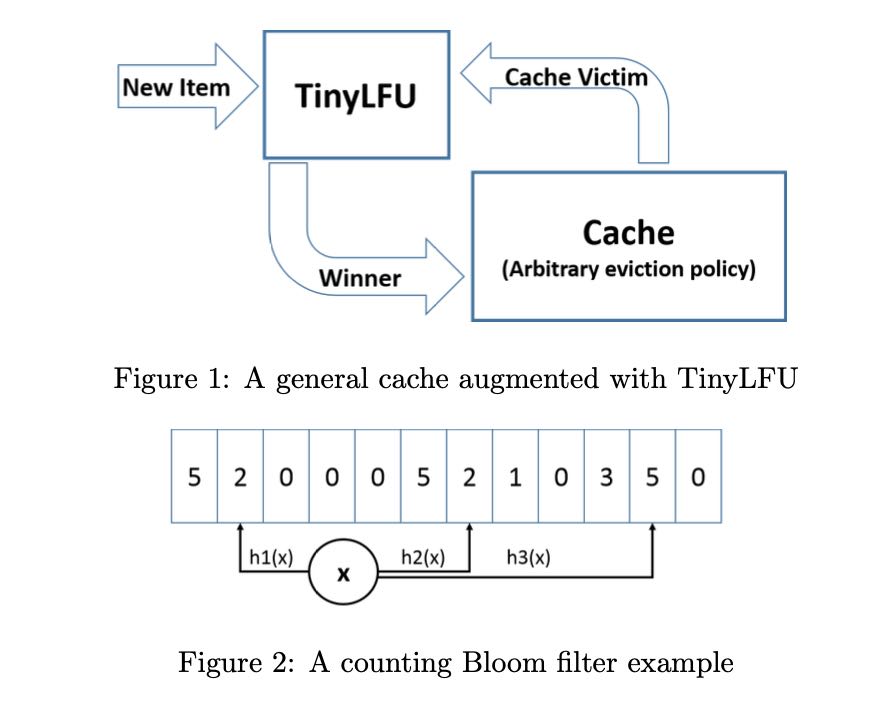 New Item
TinyLFU
Cache Victim
Cache
(Arbitrary eviction policy)
Winner
Figure 1: A general cache augmented with TinyLFU
5 2 0 0 0 5 2 1 0 3 5 0
h1(x) h2(x) h3(x)
x
Figure 2: A counting Bloom filter example